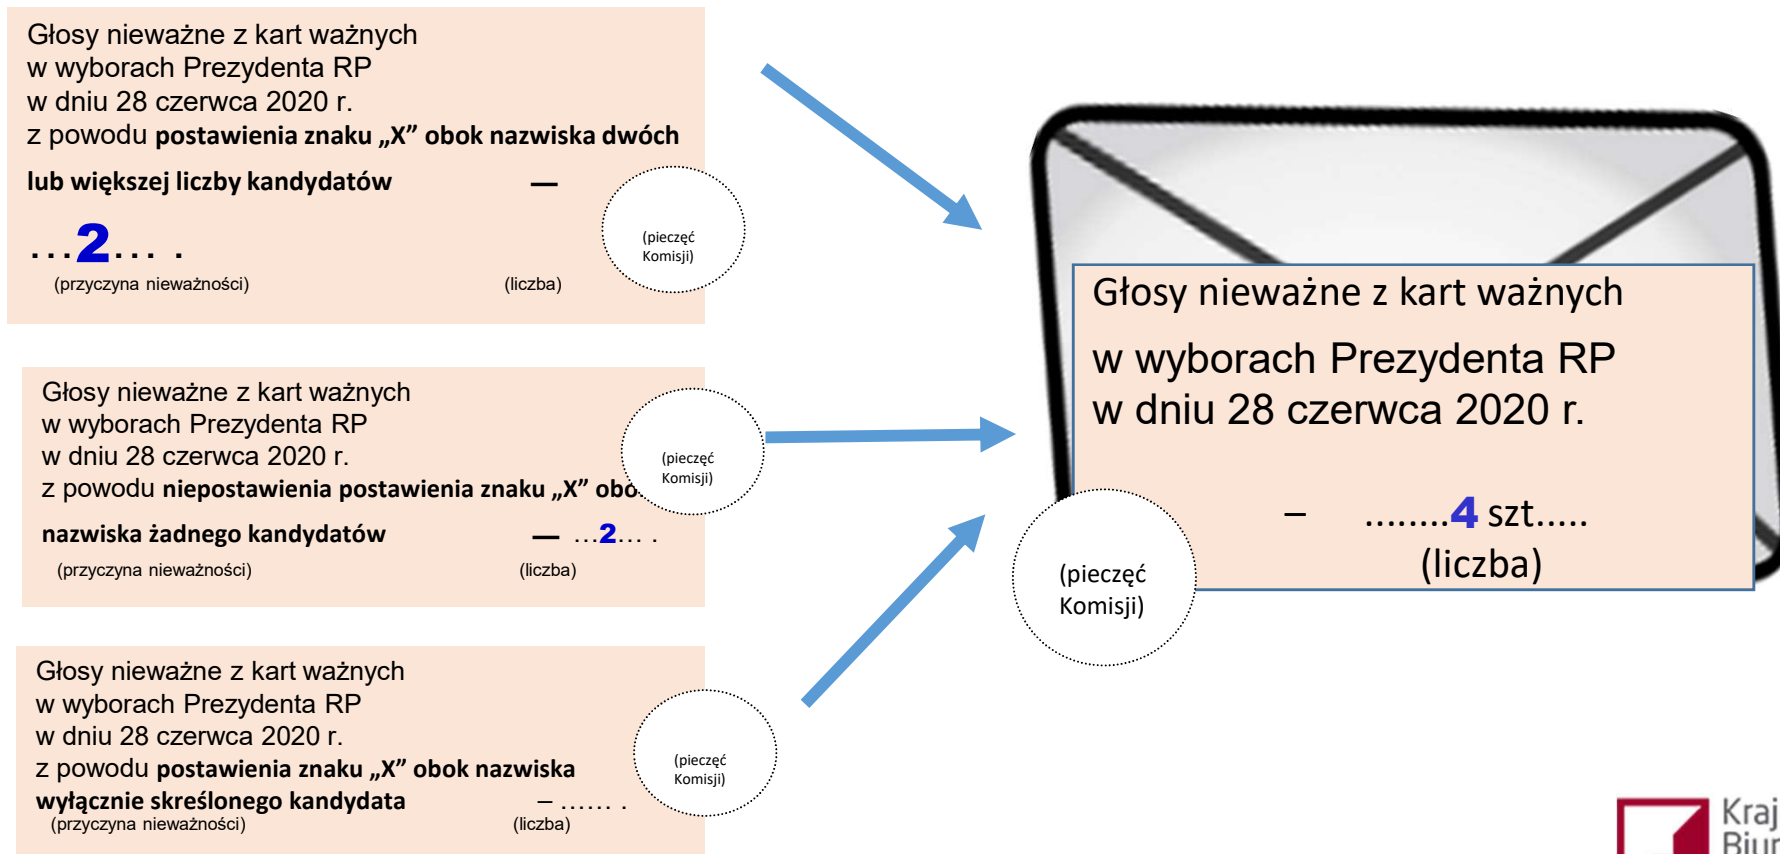 Głosy nieważne z kart ważnych
w wyborach Prezydenta RP
w dniu 28 czerwca 2020 r.
z powodu postawienia znaku „X” obok nazwiska dwóch
lub większej liczby kandydatów —
...2... .
(przyczyna nieważności) (liczba)
(pieczęć
Komisji)
Głosy nieważne z kart ważnych
w wyborach Prezydenta RP
w dniu 28 czerwca 2020 r.
z powodu niepostawienia postawienia znaku „X”
nazwiska żadnego kandydatów — ...2... .
(przyczyna nieważności) (liczba)
(pieczęć
Komisji)
Głosy nieważne z kart ważnych
w wyborach Prezydenta RP
w dniu 28 czerwca 2020 r.
z powodu postawienia znaku „X” obok nazwiska
wyłącznie skreślonego kandydata – ...... .
(przyczyna nieważności) (liczba)
(pieczęć
Komisji)
Głosy nieważne z kart ważnych
w wyborach Prezydenta RP
w dniu 28 czerwca 2020 r.
– ........4 szt.....
(liczba)
(pieczęć
Komisji)